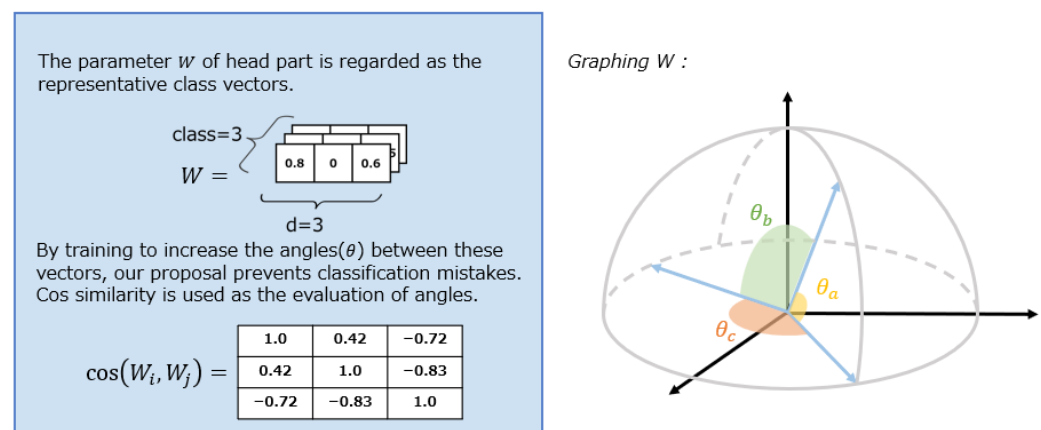 The parameter W of head part is regarded as the
representative class vectors.
class=3
W =
0.8 0 0.6
d=3
By training to increase the angles(θ) between these
vectors, our proposal prevents classification mistakes.
Cos similarity is used as the evaluation of angles.
cos(Wᵢ, Wⱼ) =
1.0 0.42 −0.72
0.42 1.0 −0.83
−0.72 −0.83 1.0
Graphing W :
θb
θa
θc